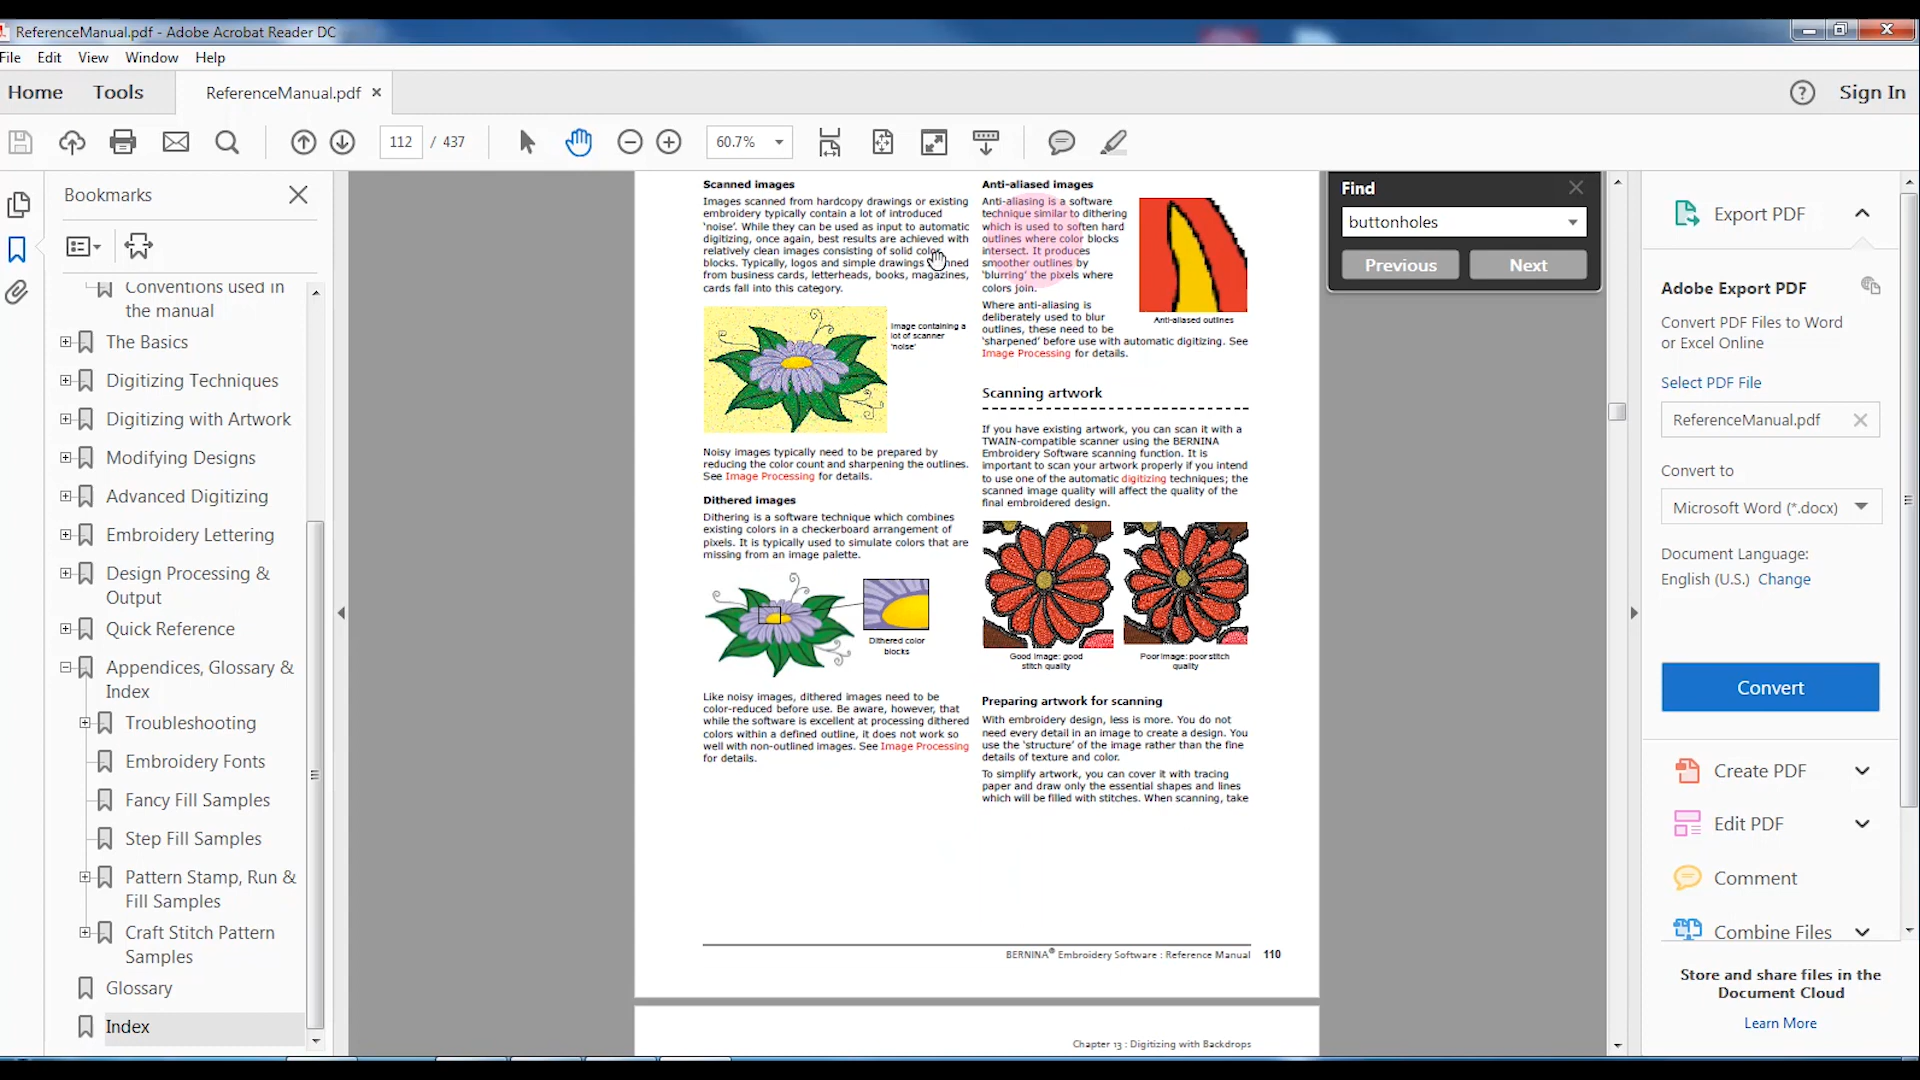 ReferenceManual.pdf - Adobe Acrobat Reader DC
File Edit View Window Help
Home Tools ReferenceManual.pdf × Sign In
112 / 437 60.7%
Bookmarks
Conventions used in
the manual
The Basics
Digitizing Techniques
Digitizing with Artwork
Modifying Designs
Advanced Digitizing
Embroidery Lettering
Design Processing &
Output
Quick Reference
Appendices, Glossary &
Index
Troubleshooting
Embroidery Fonts
Fancy Fill Samples
Step Fill Samples
Pattern Stamp, Run &
Fill Samples
Craft Stitch Pattern
Samples
Glossary
Index
Scanned images
Images scanned from hardcopy drawings or existing
embroidery typically contain a lot of introduced
‘noise’. While they can be used as input to automatic
digitizing, once again, best results are achieved with
relatively clean images consisting of solid color
blocks. Typically, logos and simple drawings
from business cards, letterheads, books, magazines,
cards fall into this category.
Image containing a
lot of scanner
‘noise’
Noisy images typically need to be prepared by
reducing the color count and sharpening the outlines.
See Image Processing for details.
Dithered images
Dithering is a software technique which combines
existing colors in a checkerboard arrangement of
pixels. It is typically used to simulate colors that are
missing from an image palette.
Dithered color
blocks
Like noisy images, dithered images need to be
color-reduced before use. Be aware, however, that
while the software is excellent at processing dithered
colors within a defined outline, it does not work so
well with non-outlined images. See Image Processing
for details.
Anti-aliased images
Anti-aliasing is a software
technique similar to dithering
which is used to soften hard
outlines where color blocks
intersect. It produces
smoother outlines by
‘blurring’ the pixels where
colors join.
Anti-aliased outlines
Where anti-aliasing is
deliberately used to blur
outlines, these need to be
‘sharpened’ before use with automatic digitizing. See
Image Processing for details.
Scanning artwork
If you have existing artwork, you can scan it with a
TWAIN-compatible scanner using the BERNINA
Embroidery Software scanning function. It is
important to scan your artwork properly if you intend
to use one of the automatic digitizing techniques; the
scanned image quality will affect the quality of the
final embroidered design.
Good image: good
stitch quality
Poor image: poor stitch
quality
Preparing artwork for scanning
With embroidery design, less is more. You do not
need every detail in an image to create a design. You
use the ‘structure’ of the image rather than the fine
details of texture and color.
To simplify artwork, you can cover it with tracing
paper and draw only the essential shapes and lines
which will be filled with stitches. When scanning, take
BERNINA® Embroidery Software : Reference Manual 110
Chapter 13 : Digitizing with Backdrops
Find
buttonholes
Previous Next
Export PDF
Adobe Export PDF
Convert PDF Files to Word
or Excel Online
Select PDF File
ReferenceManual.pdf
Convert to
Microsoft Word (*.docx)
Document Language:
English (U.S.) Change
Convert
Create PDF
Edit PDF
Comment
Combine Files
Store and share files in the
Document Cloud
Learn More